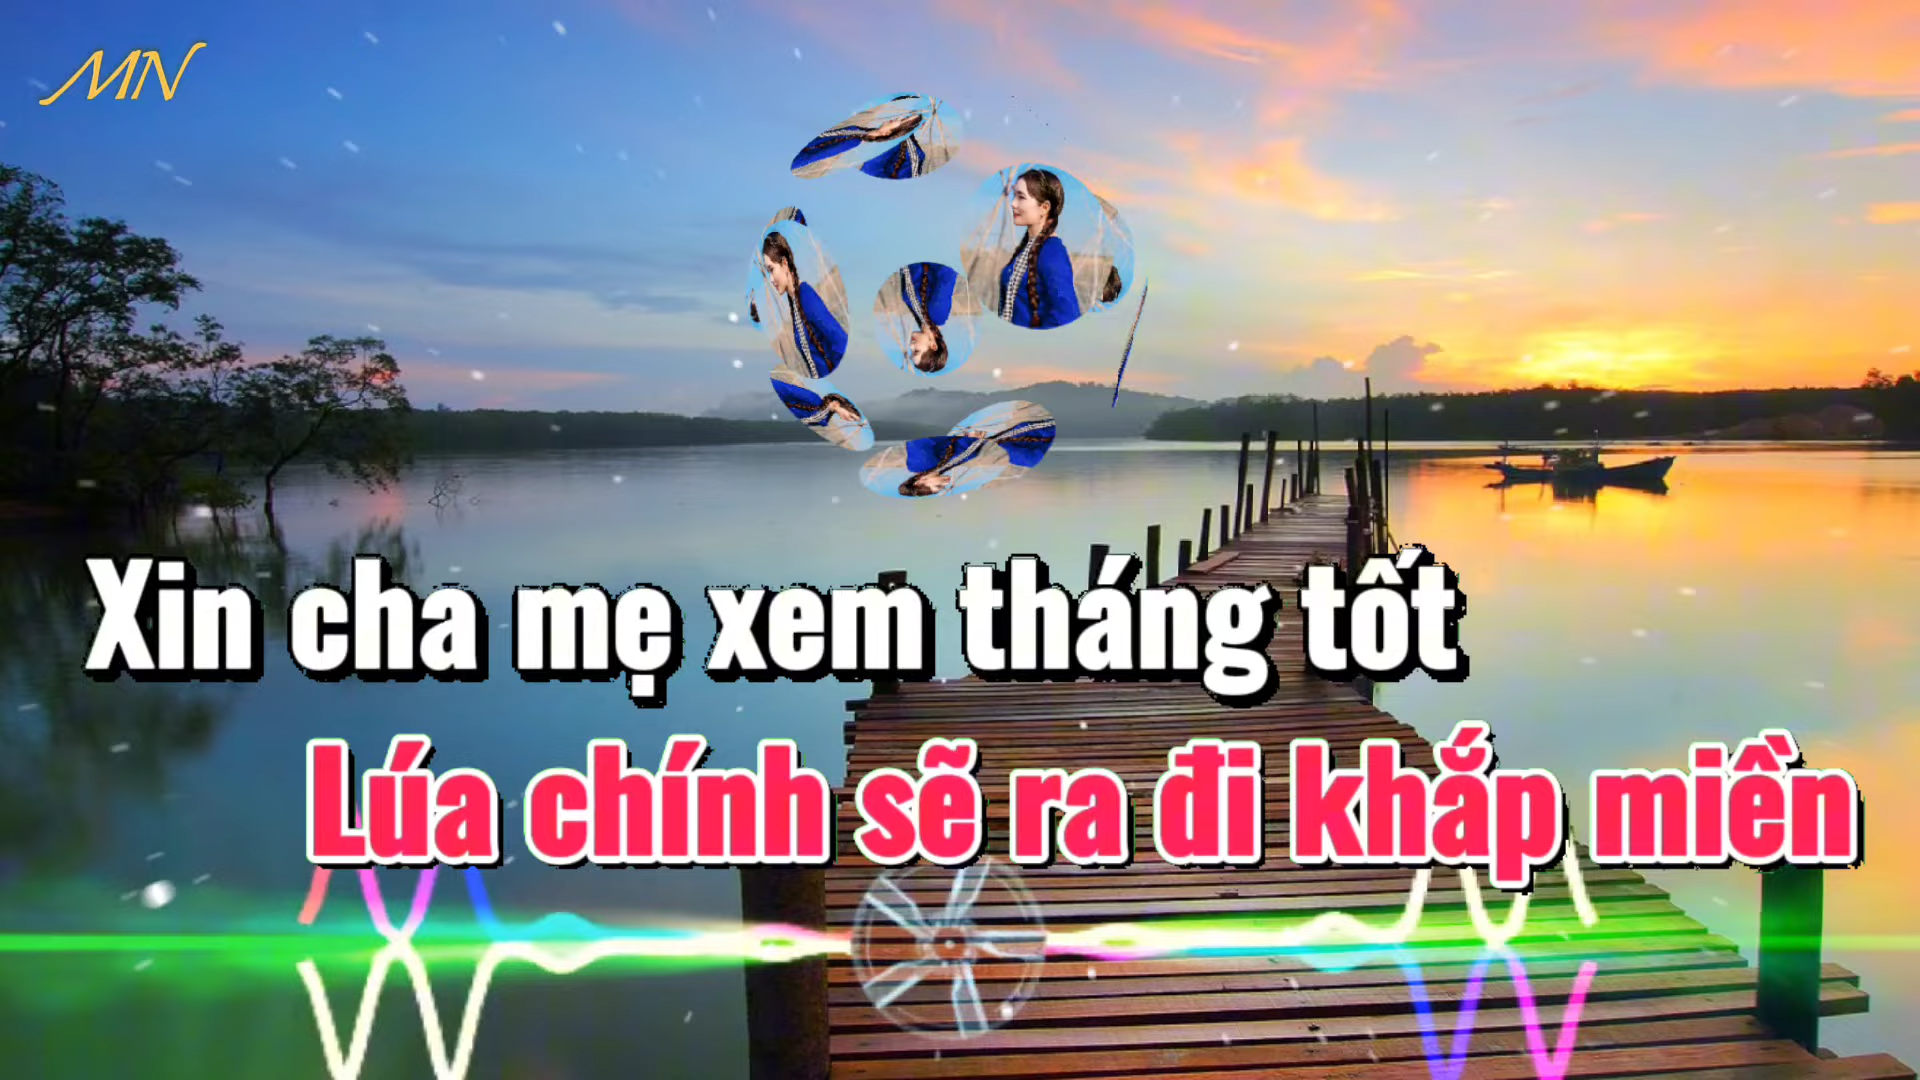 MN
Xin cha mẹ xem tháng tốt
Lúa chính sẽ ra đi khắp miền